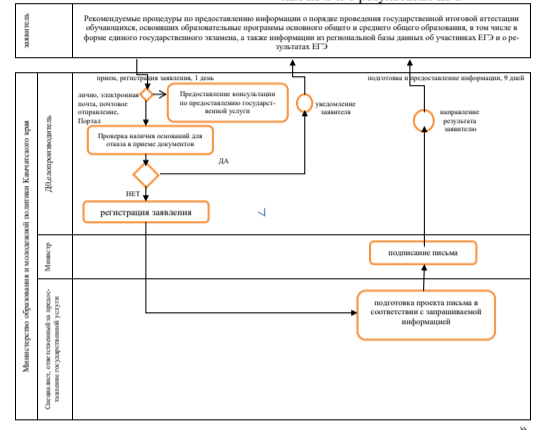 заявитель
Рекомендуемые процедуры по предоставлению информации о порядке проведения государственной итоговой аттестации
обучающихся, освоивших образовательные программы основного общего и среднего общего образования, в том числе в
форме единого государственного экзамена, а также информации из региональной базы данных об участниках ЕГЭ и о ре-
зультатах ЕГЭ
Министерство образования и молодежной политики Камчатского края
прием, регистрация заявления, 1 день
подготовка и предоставление информации, 9 дней
лично, электронная
почта, почтовое
отправление,
Портал
Предоставление консультации
по предоставлению государст-
венной услуги
уведомление
заявителя
направление
результата
заявителю
Проверка наличия оснований для
отказа в приеме документов
ДА
НЕТ
регистрация заявления
Министр
подписание письма
Специалист, ответственный за предос-
тавление государственной услуги
подготовка проекта письма в
соответствии с запрашиваемой
информацией
»